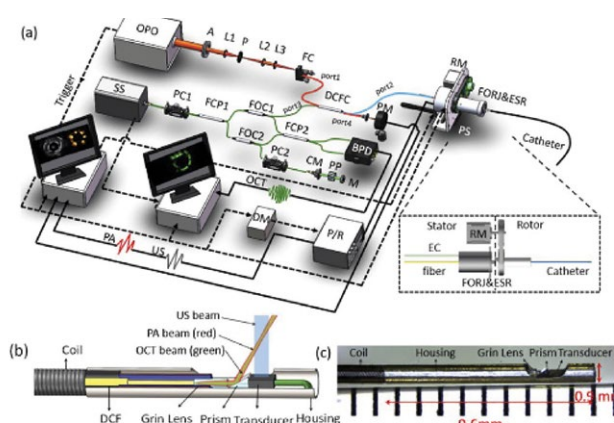 (a)
OPO
A
L1
P
L2
L3
FC
port1
port2
RM
FORJ&ESR
Trigger
SS
PC1
FCP1
FOC1
port3
DCFC
port4
PM
PS
FOC2
FCP2
BPD
Catheter
PC2
CM
PP
M
OCT
DM
P/R
PA
US
Stator
RM
Rotor
EC
fiber
FORJ&ESR
Catheter
US beam
PA beam (red)
OCT beam (green)
(b)
Coil
DCF
Grin Lens
Prism
Transducer
Housing
(c)
Coil
Housing
Grin Lens
Prism
Transducer
0.9 mm